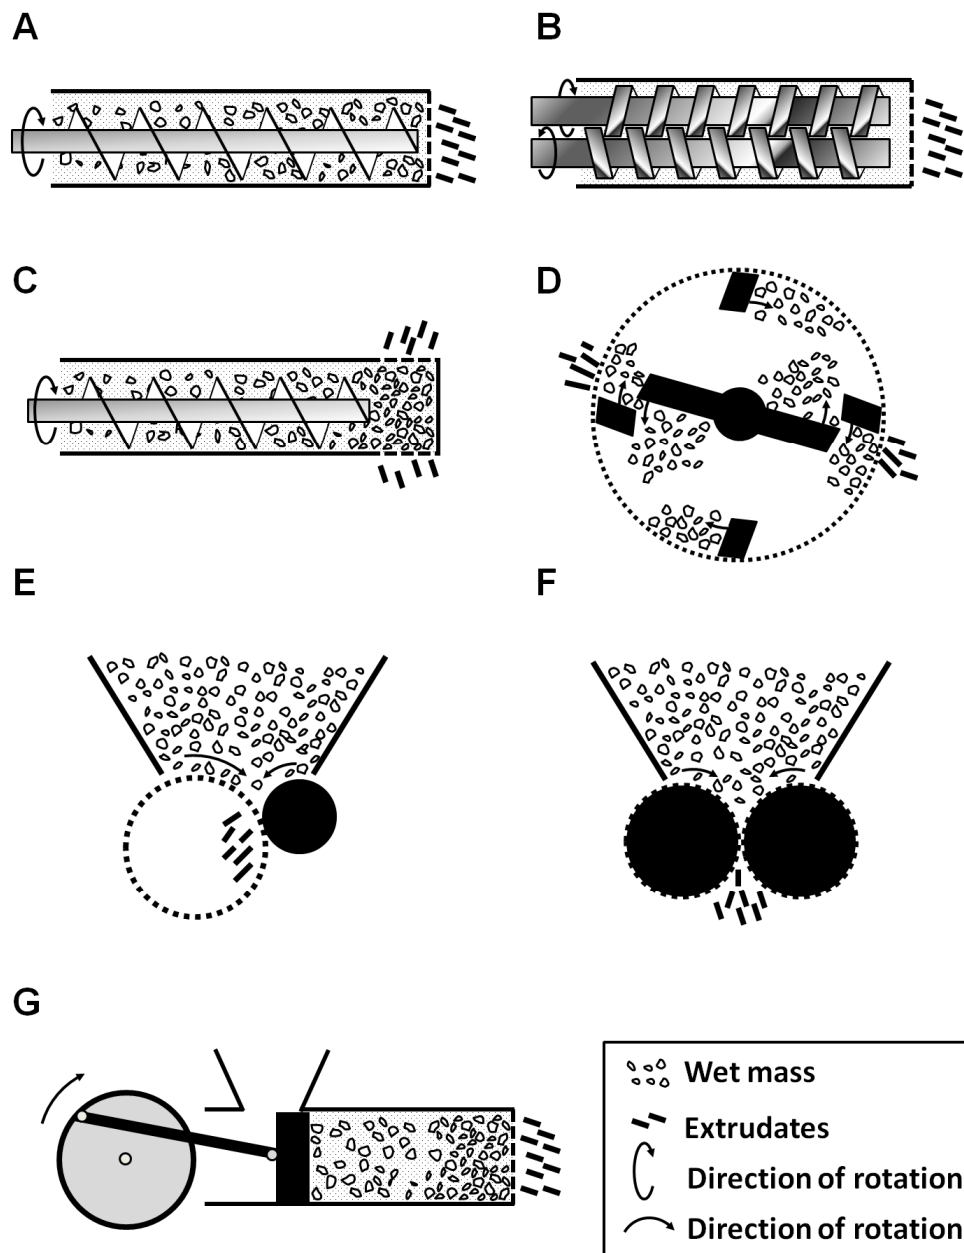 A
B
C
D
E
F
G
Wet mass
Extrudates
Direction of rotation
Direction of rotation